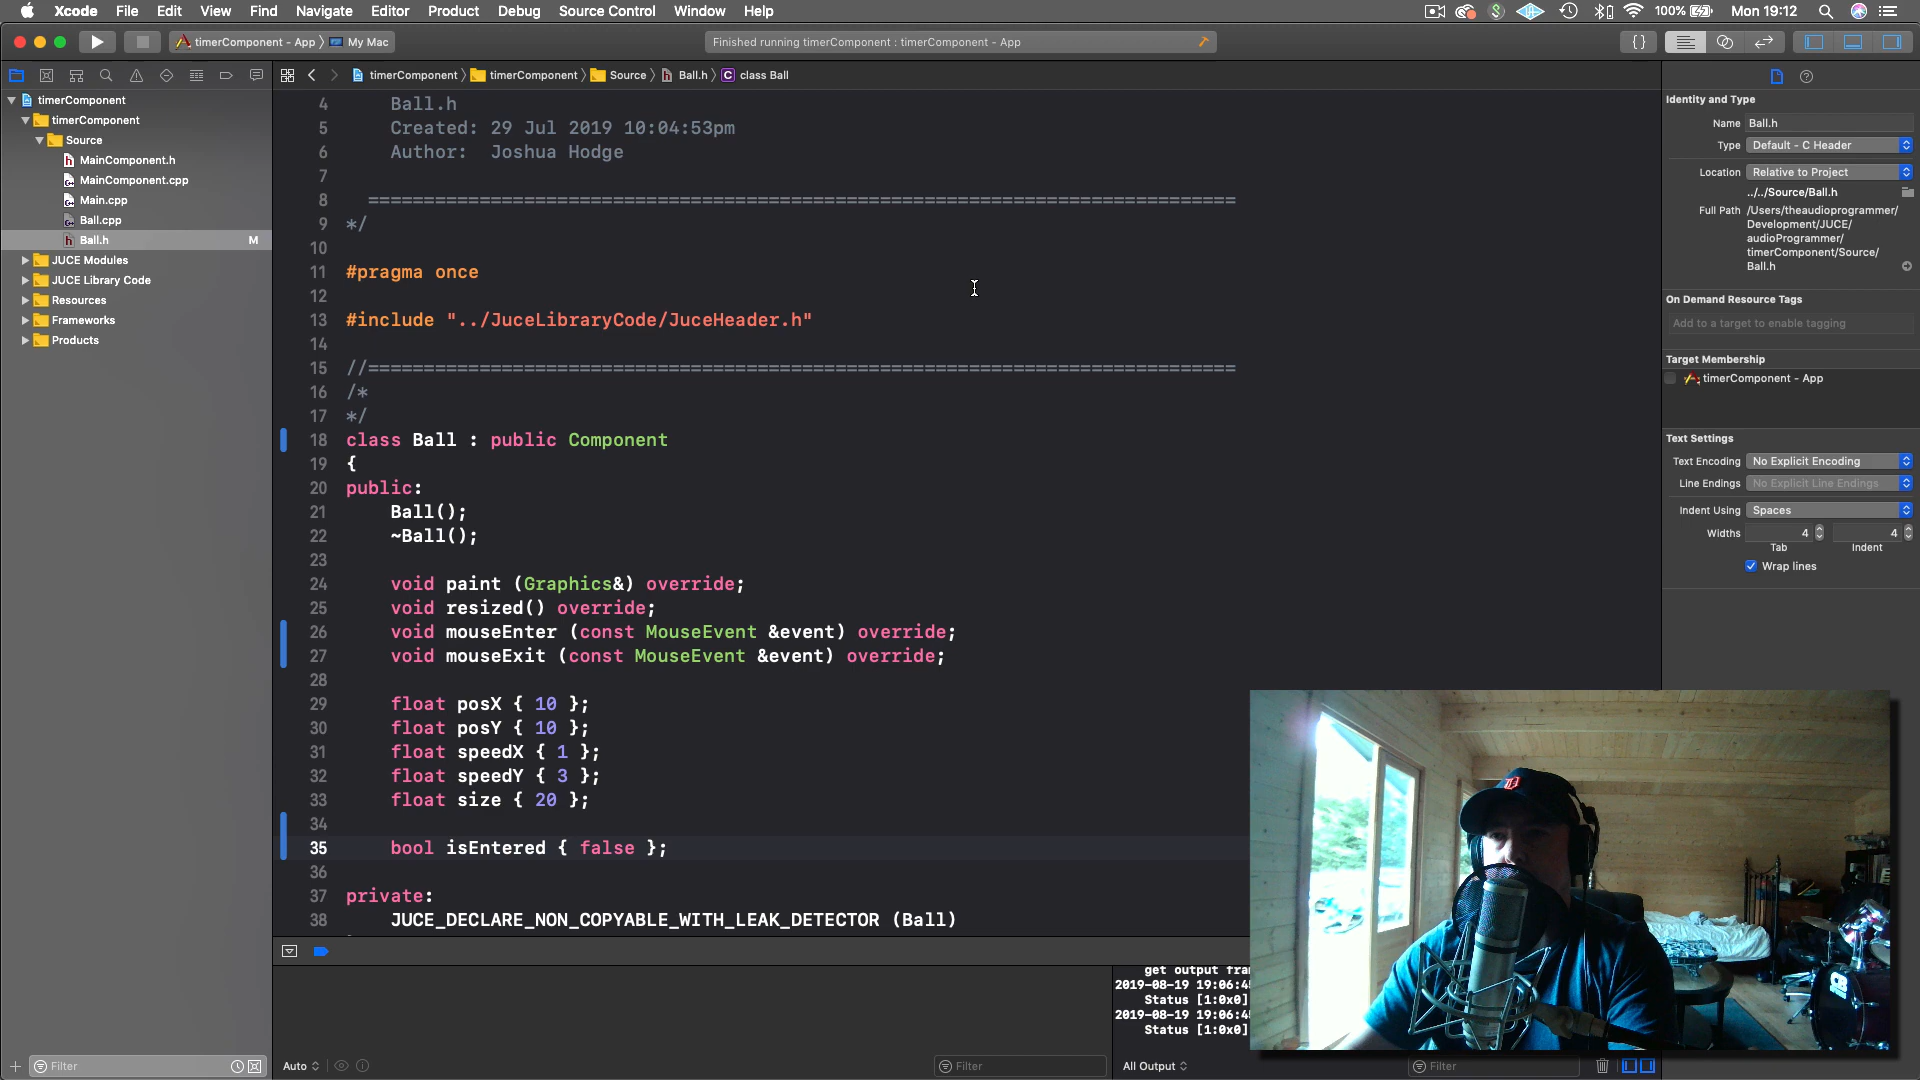 Xcode File Edit View Find Navigate Editor Product Debug Source Control Window Help
100% Mon 19:12
timerComponent - App My Mac
Finished running timerComponent : timerComponent - App
timerComponent timerComponent Source Ball.h class Ball
timerComponent
timerComponent
Source
MainComponent.h
MainComponent.cpp
Main.cpp
Ball.cpp
Ball.h M
JUCE Modules
JUCE Library Code
Resources
Frameworks
Products
Filter
4 Ball.h
5 Created: 29 Jul 2019 10:04:53pm
6 Author: Joshua Hodge
7
8 ==============================================================================
9 */
10
11 #pragma once
12
13 #include "../JuceLibraryCode/JuceHeader.h"
14
15 //==============================================================================
16 /*
17 */
18 class Ball : public Component
19 {
20 public:
21 Ball();
22 ~Ball();
23
24 void paint (Graphics&) override;
25 void resized() override;
26 void mouseEnter (const MouseEvent &event) override;
27 void mouseExit (const MouseEvent &event) override;
28
29 float posX { 10 };
30 float posY { 10 };
31 float speedX { 1 };
32 float speedY { 3 };
33 float size { 20 };
34
35 bool isEntered { false };
36
37 private:
38 JUCE_DECLARE_NON_COPYABLE_WITH_LEAK_DETECTOR (Ball)
get output fra
2019-08-19 19:06:4
Status [1:0x0]
2019-08-19 19:06:4
Status [1:0x0]
Auto
Filter
All Output
Filter
Identity and Type
Name Ball.h
Type Default - C Header
Location Relative to Project
../../Source/Ball.h
Full Path /Users/theaudioprogrammer/
Development/JUCE/
audioProgrammer/
timerComponent/Source/
Ball.h
On Demand Resource Tags
Add to a target to enable tagging
Target Membership
timerComponent - App
Text Settings
Text Encoding No Explicit Encoding
Line Endings No Explicit Line Endings
Indent Using Spaces
Widths 4 4
Tab Indent
Wrap lines